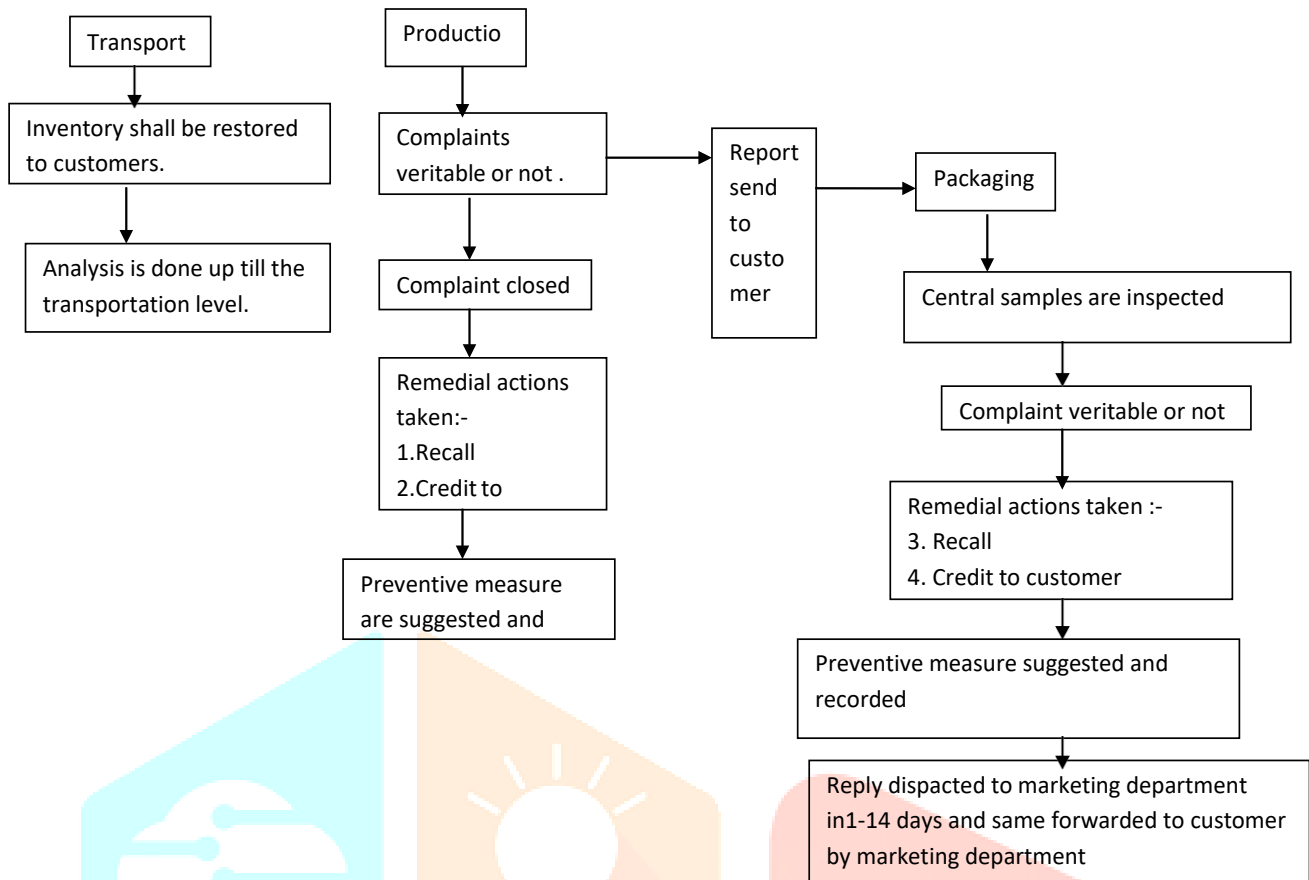 Transport
Inventory shall be restored
to customers.
Analysis is done up till the
transportation level.
Productio
Complaints
veritable or not .
Complaint closed
Remedial actions
taken:-
1.Recall
2.Credit to
Preventive measure
are suggested and
Report
send
to
custo
mer
Packaging
Central samples are inspected
Complaint veritable or not
Remedial actions taken :-
3. Recall
4. Credit to customer
Preventive measure suggested and
recorded
Reply dispacted to marketing department
in1-14 days and same forwarded to customer
by marketing department